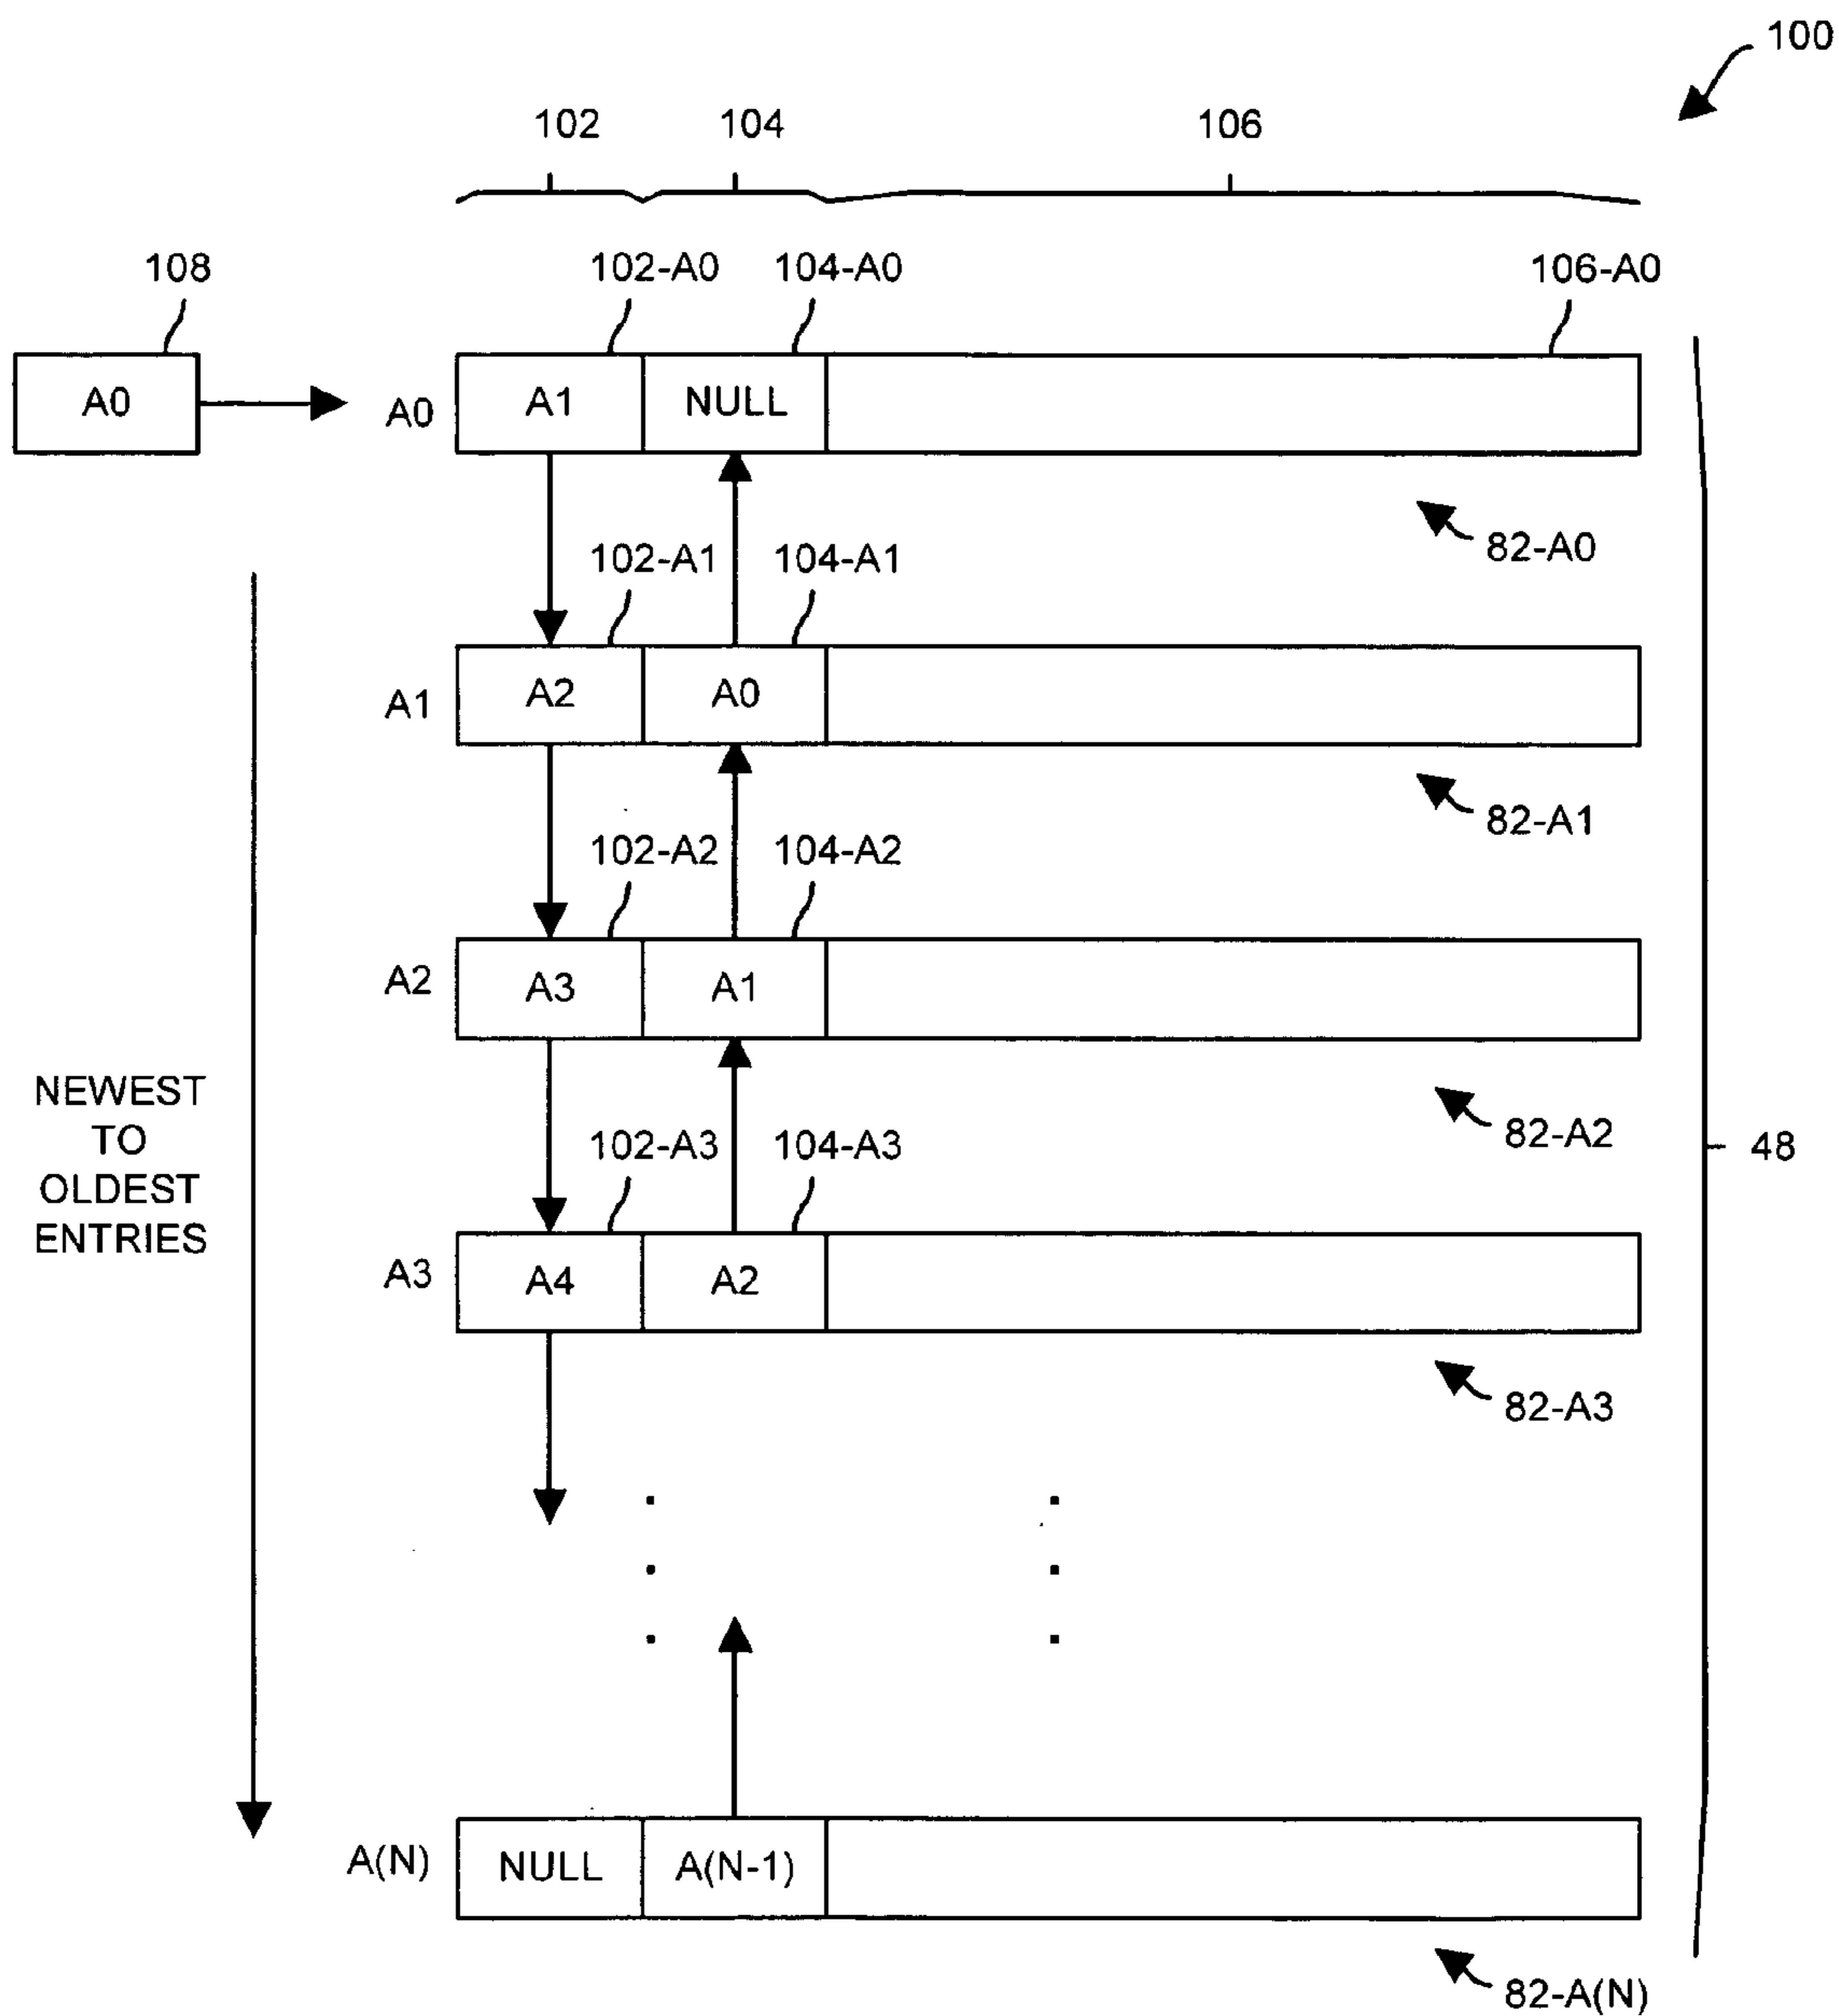 100
102 104 106
108 102-A0 104-A0 106-A0
A0 A0 A1 NULL
82-A0
102-A1 104-A1
A1 A2 A0
82-A1
102-A2 104-A2
A2 A3 A1
82-A2
NEWEST
TO
OLDEST
ENTRIES
48
102-A3 104-A3
A3 A4 A2
82-A3
A(N) NULL A(N-1)
82-A(N)